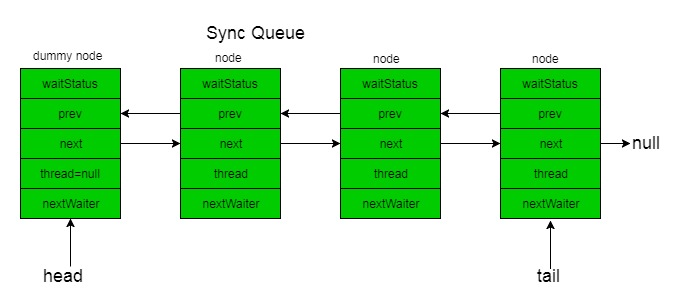 Sync Queue
dummy node
node
node
node
waitStatus
waitStatus
waitStatus
waitStatus
prev
prev
prev
prev
next
next
next
next
null
thread=null
thread
thread
thread
nextWaiter
nextWaiter
nextWaiter
nextWaiter
head
tail